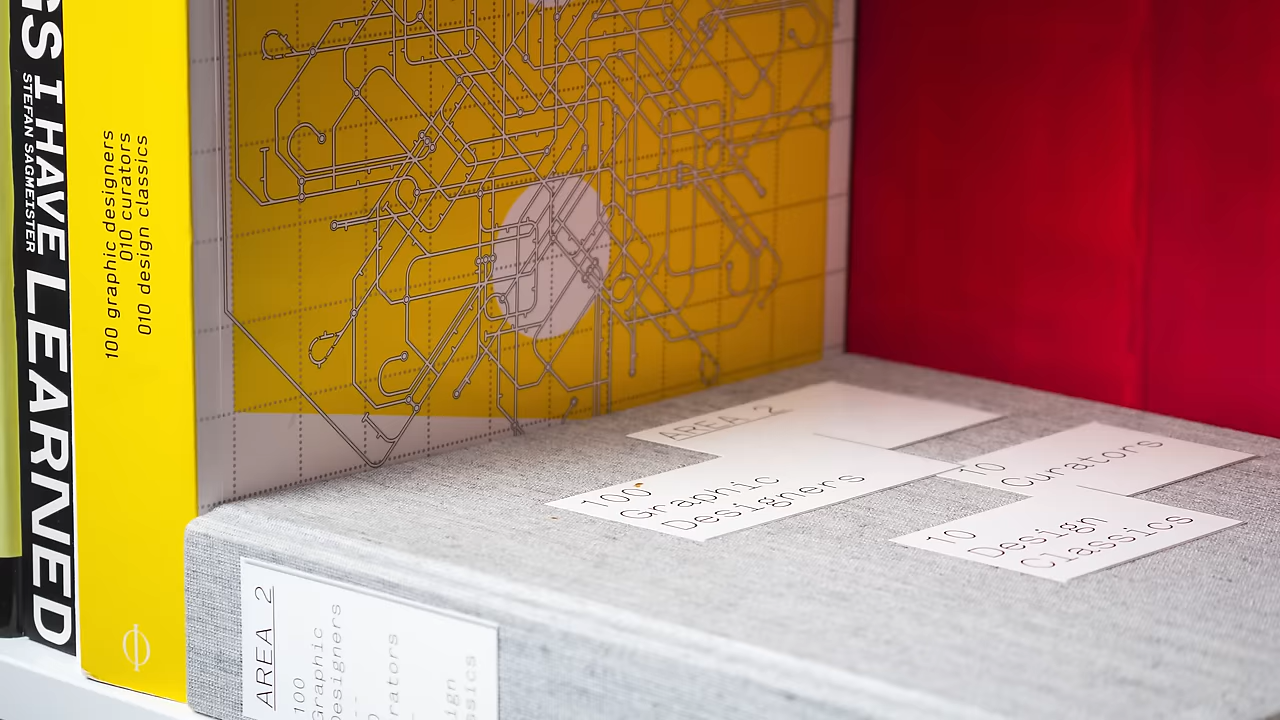 GS I HAVE LEARNED
STEFAN SAGMEISTER
100 graphic designers
010 curators
010 design classics
AREA 2
100
Graphic
Designers
10
Curators
10
Design
Classics
AREA 2
100
Graphic
Designers